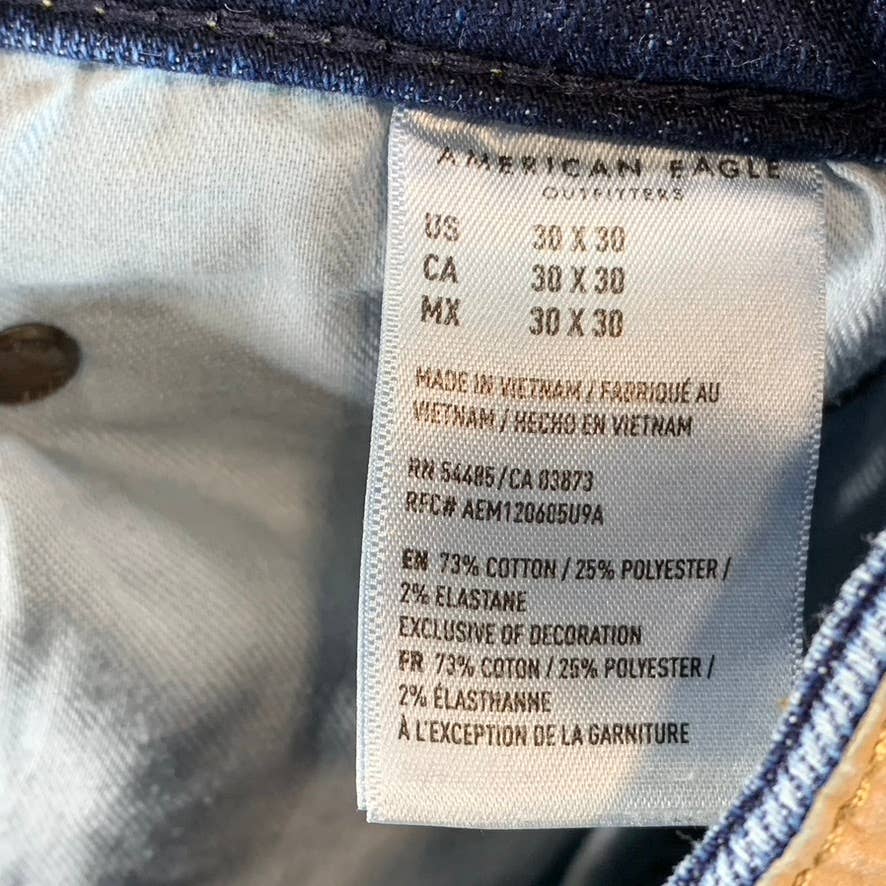 AMERICAN EAGLE
OUTFITTERS
US 30 X 30
CA 30 X 30
MX 30 X 30
MADE IN VIETNAM / FABRIQUÉ AU
VIETNAM / HECHO EN VIETNAM
RN 54485 / CA 03873
RFC# AEM120605U9A
EN 73% COTTON / 25% POLYESTER /
2% ELASTANE
EXCLUSIVE OF DECORATION
FR 73% COTON / 25% POLYESTER /
2% ÉLASTHANNE
À L'EXCEPTION DE LA GARNITURE